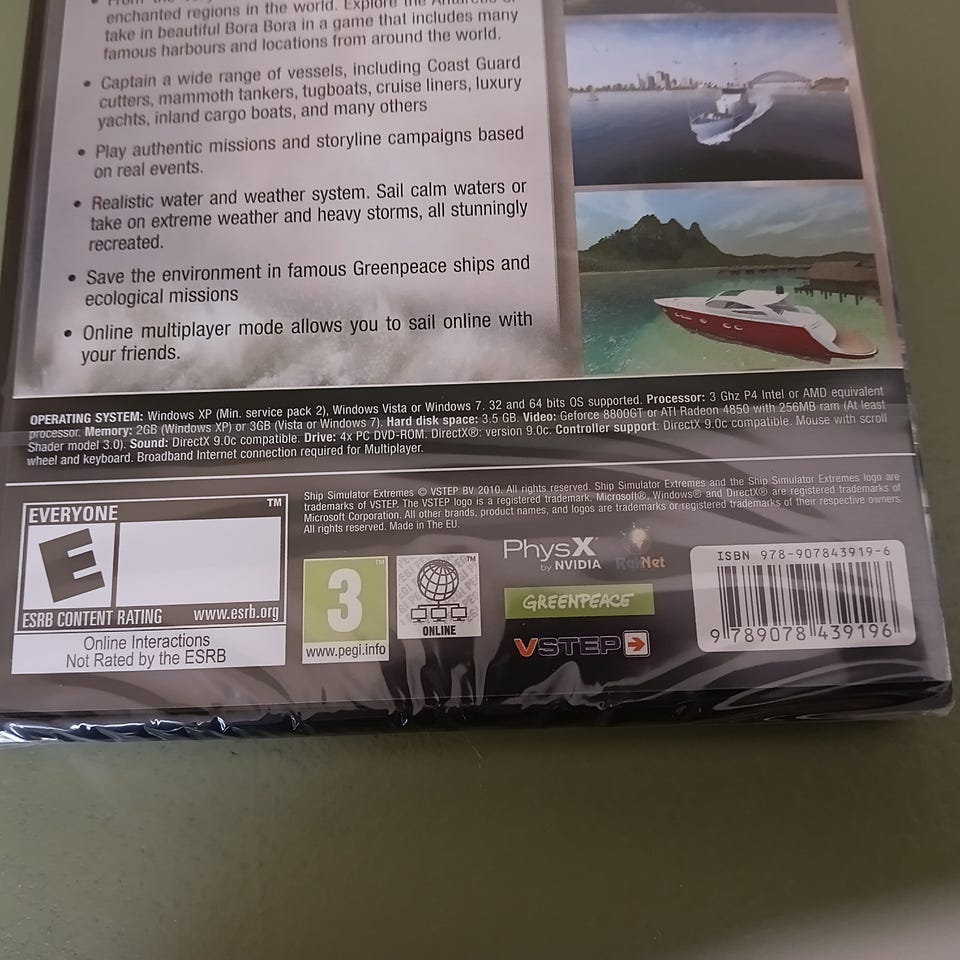 • From the
enchanted regions in the world. Explore the Antarctic or
take in beautiful Bora Bora in a game that includes many
famous harbours and locations from around the world.
• Captain a wide range of vessels, including Coast Guard
cutters, mammoth tankers, tugboats, cruise liners, luxury
yachts, inland cargo boats, and many others
• Play authentic missions and storyline campaigns based
on real events.
• Realistic water and weather system. Sail calm waters or
take on extreme weather and heavy storms, all stunningly
recreated.
• Save the environment in famous Greenpeace ships and
ecological missions
• Online multiplayer mode allows you to sail online with
your friends.
OPERATING SYSTEM: Windows XP (Min. service pack 2), Windows Vista or Windows 7. 32 and 64 bits OS supported. Processor: 3 Ghz P4 Intel or AMD equivalent
processor. Memory: 2GB (Windows XP) or 3GB (Vista or Windows 7). Hard disk space: 3.5 GB. Video: Geforce 8800GT or ATI Radeon 4850 with 256MB ram (At least
Shader model 3.0). Sound: DirectX 9.0c compatible. Drive: 4x PC DVD-ROM. DirectX®: version 9.0c. Controller support: DirectX 9.0c compatible. Mouse with scroll
wheel and keyboard. Broadband Internet connection required for Multiplayer.
Ship Simulator Extremes © VSTEP BV 2010. All rights reserved. Ship Simulator Extremes and the Ship Simulator Extremes logo are
trademarks of VSTEP. The VSTEP logo is a registered trademark. Microsoft®, Windows® and DirectX® are registered trademarks of
Microsoft Corporation. All other brands, product names, and logos are trademarks or registered trademarks of their respective owners.
All rights reserved. Made in The EU.
EVERYONE ™
E
ESRB CONTENT RATING www.esrb.org
Online Interactions
Not Rated by the ESRB
3 ™
www.pegi.info
™
ONLINE
PhysX
by NVIDIA
RakNet
GREENPEACE
VSTEP
ISBN 978-907843919-6
9 789078 439196